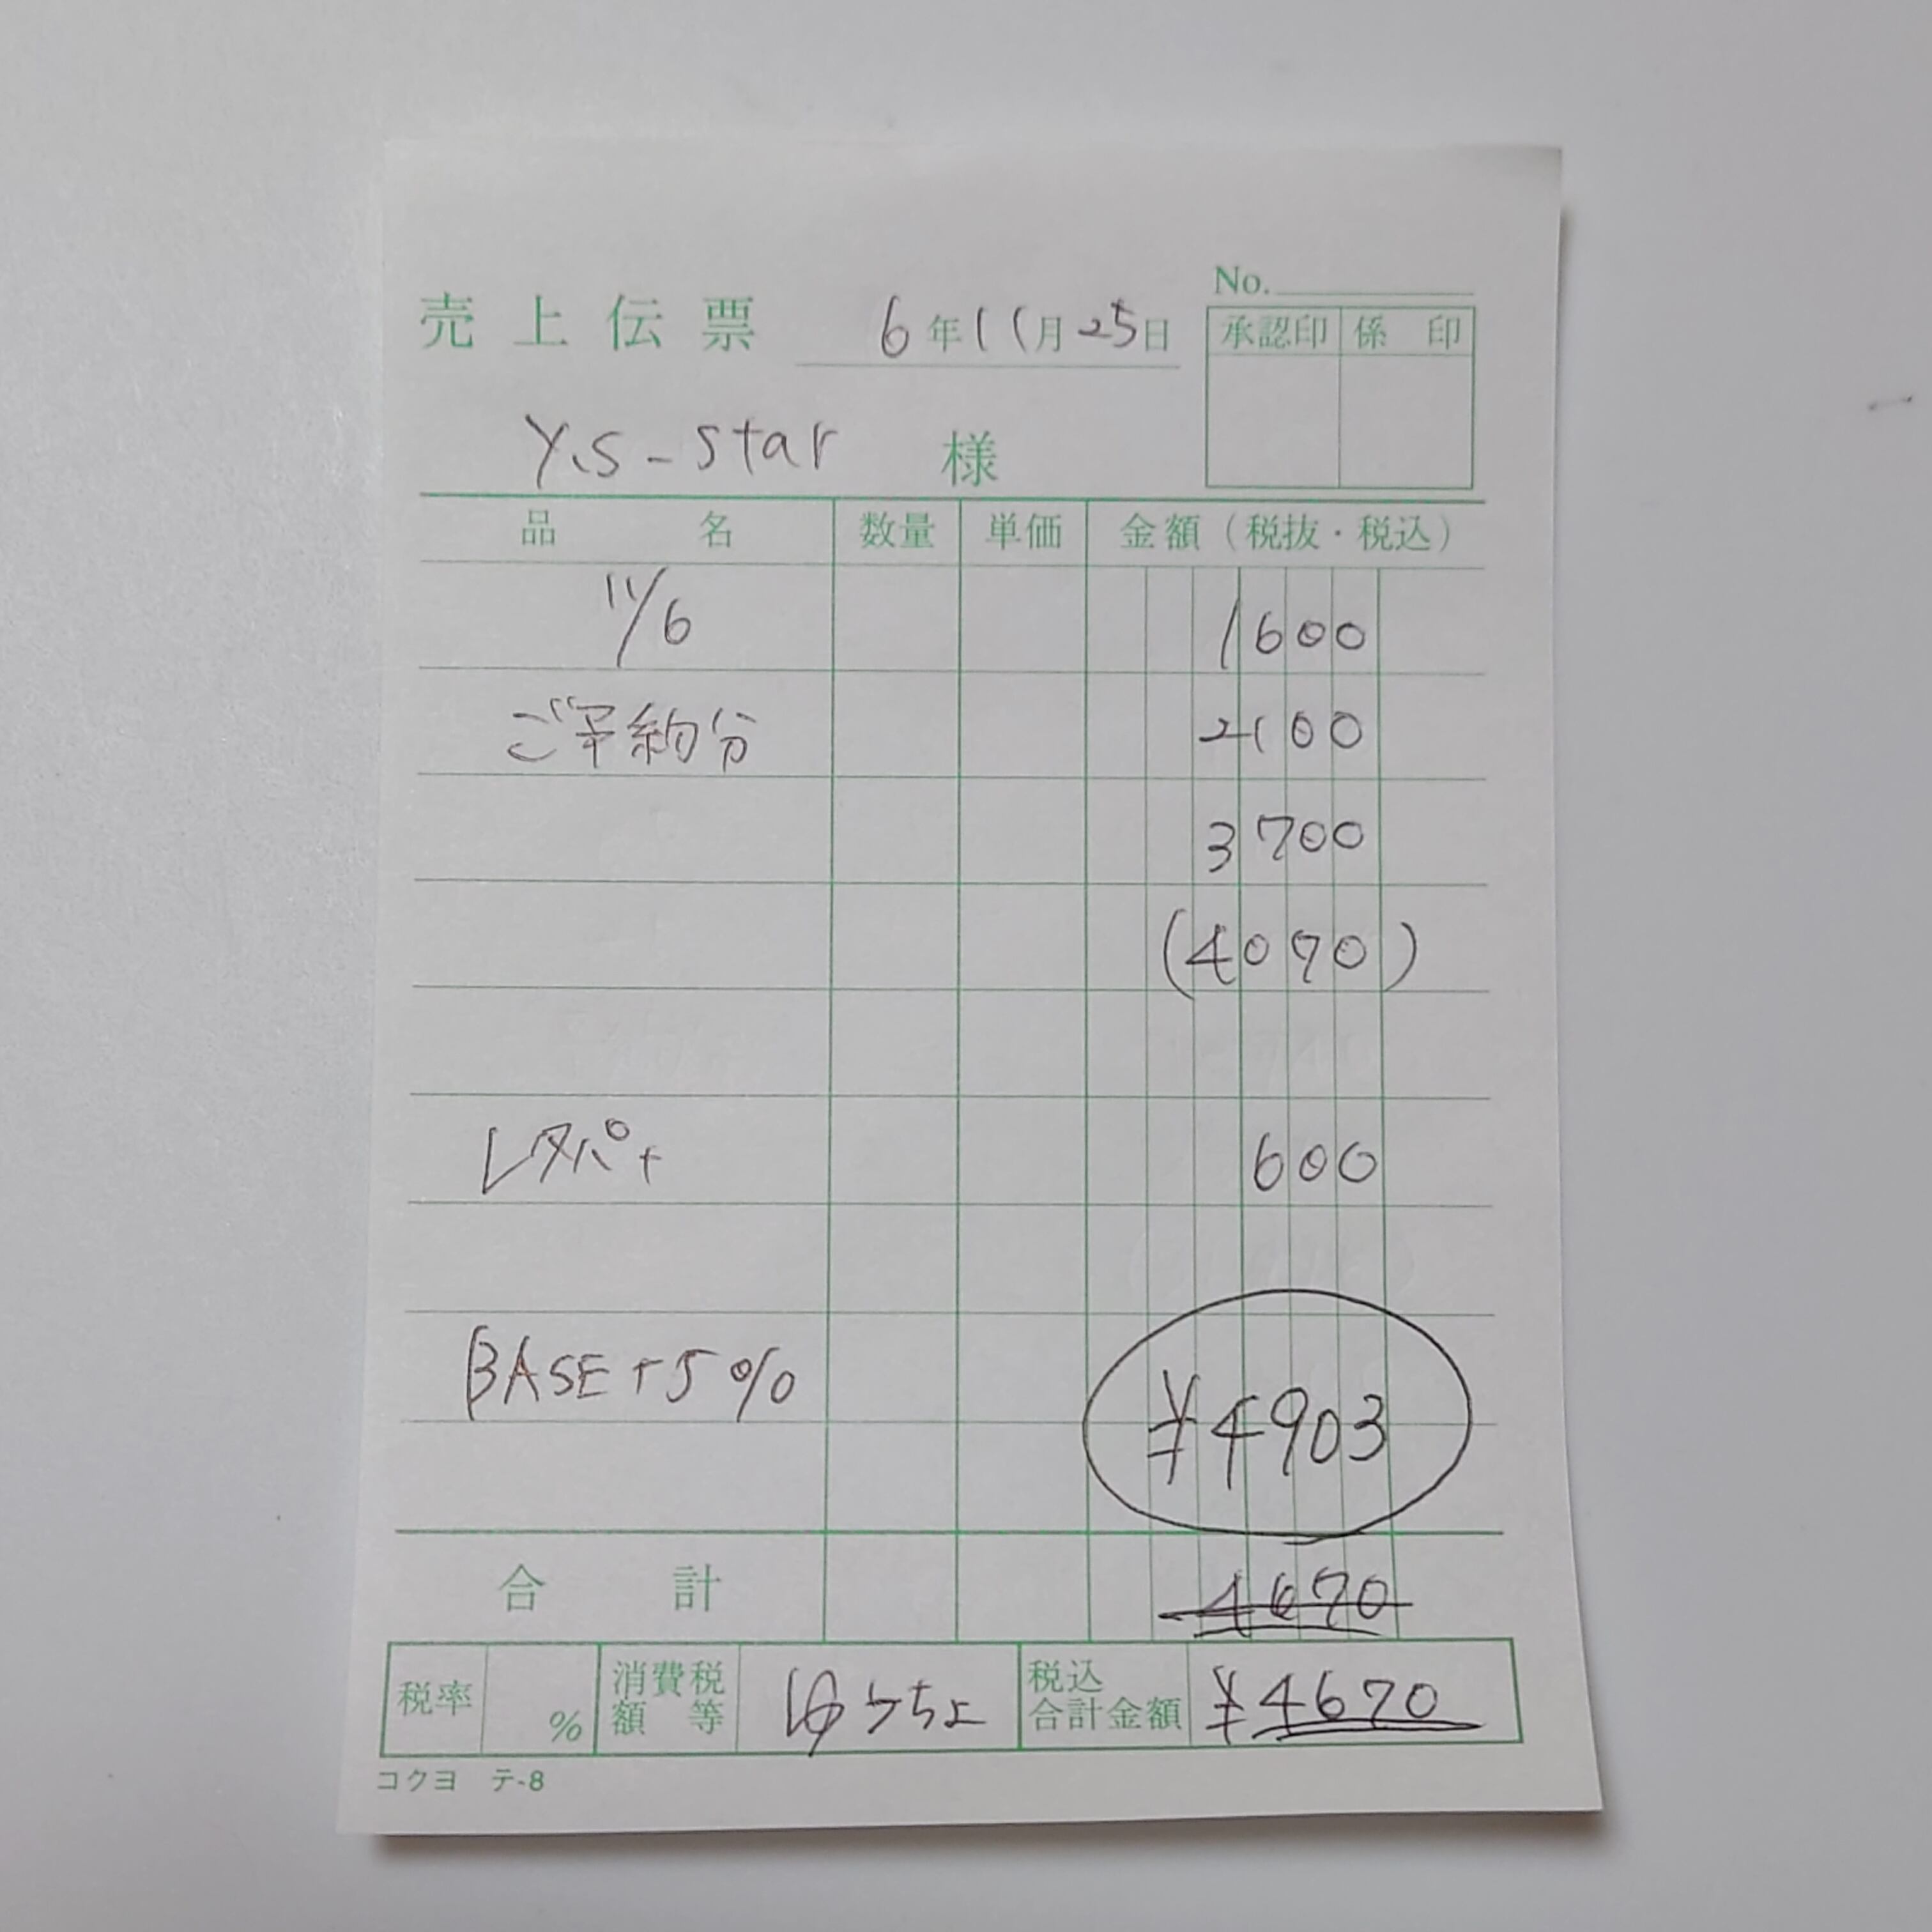 No.
売上伝票 6年11月25日
承認印 係印
Y.S-Star 様
品名 数量 単価 金額(税抜・税込)
11/6 1600
ご予約分 2100
3700
(4070)
レタパ+ 600
BASE+5% ¥4903
合計 4670
税率 % 消費税額等 ゆうちょ 税込合計金額 ¥4670
コクヨ テ-8